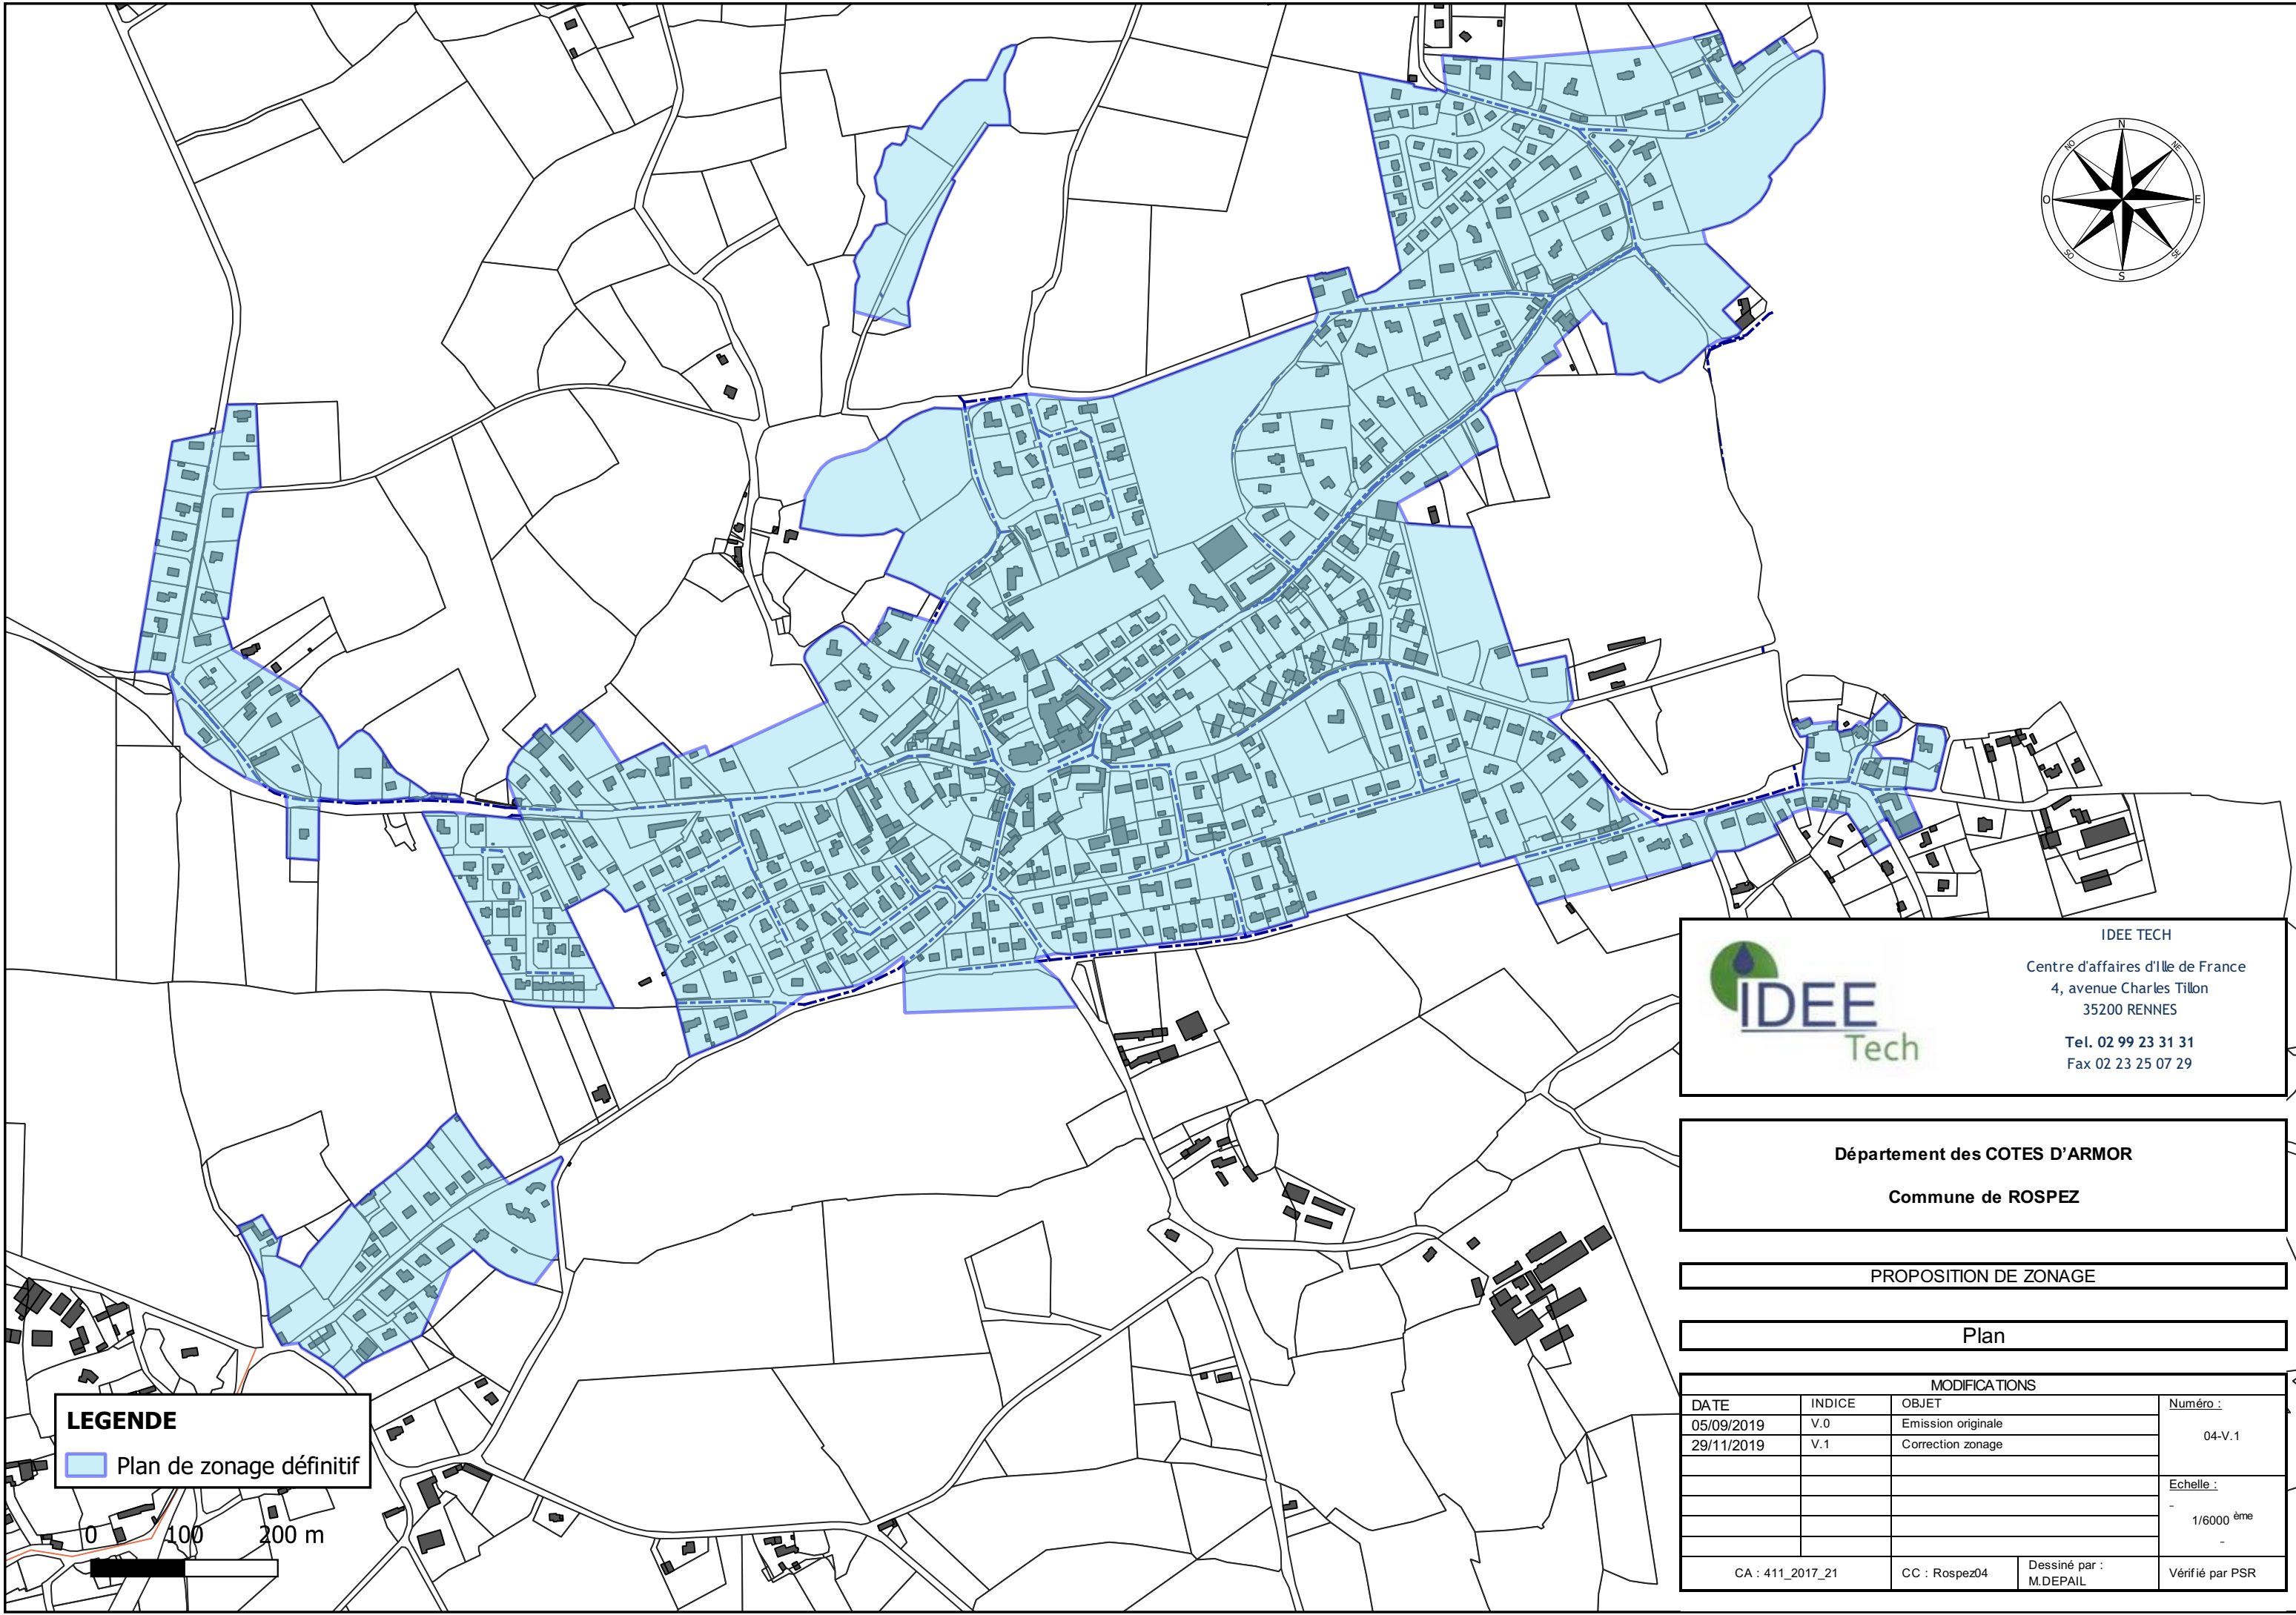 N
NO
NE
O
E
SO
SE
S
IDEE
Tech
IDEE TECH
Centre d'affaires d'Ille de France
4, avenue Charles Tillon
35200 RENNES
Tel. 02 99 23 31 31
Fax 02 23 25 07 29
Département des COTES D'ARMOR
Commune de ROSPEZ
PROPOSITION DE ZONAGE
Plan
MODIFICATIONS
DATE INDICE OBJET Numéro :
05/09/2019 V.0 Emission originale
29/11/2019 V.1 Correction zonage
04-V.1
Echelle :
-
1/6000 ème
-
CA : 411_2017_21 CC : Rospez04 Dessiné par :
M.DEPAIL
Vérifié par PSR
LEGENDE
Plan de zonage définitif
0 100 200 m